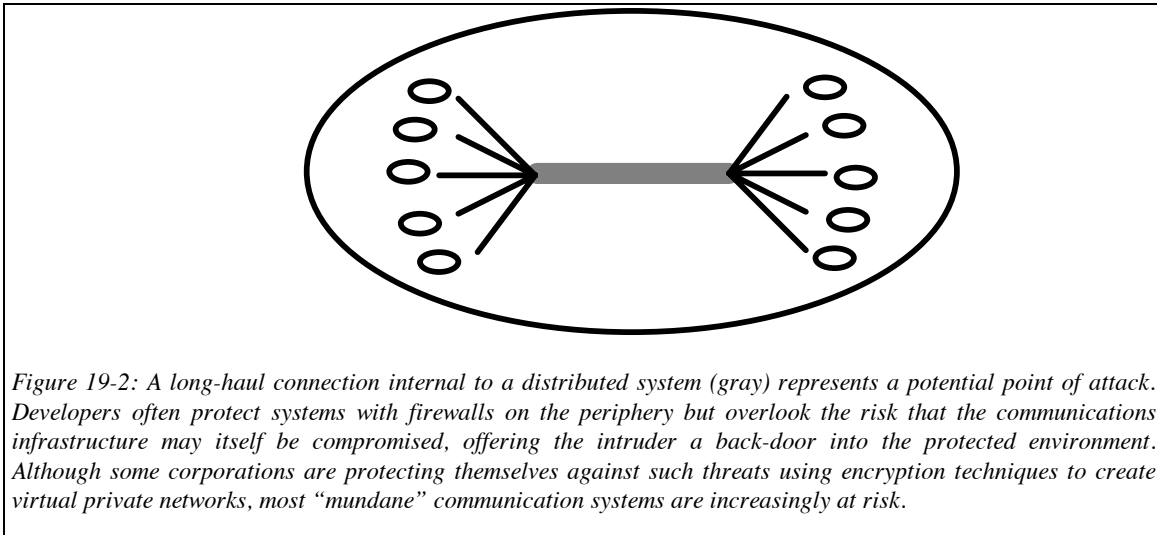 Figure 19-2: A long-haul connection internal to a distributed system (gray) represents a potential point of attack.
Developers often protect systems with firewalls on the periphery but overlook the risk that the communications
infrastructure may itself be compromised, offering the intruder a back-door into the protected environment.
Although some corporations are protecting themselves against such threats using encryption techniques to create
virtual private networks, most “mundane” communication systems are increasingly at risk.